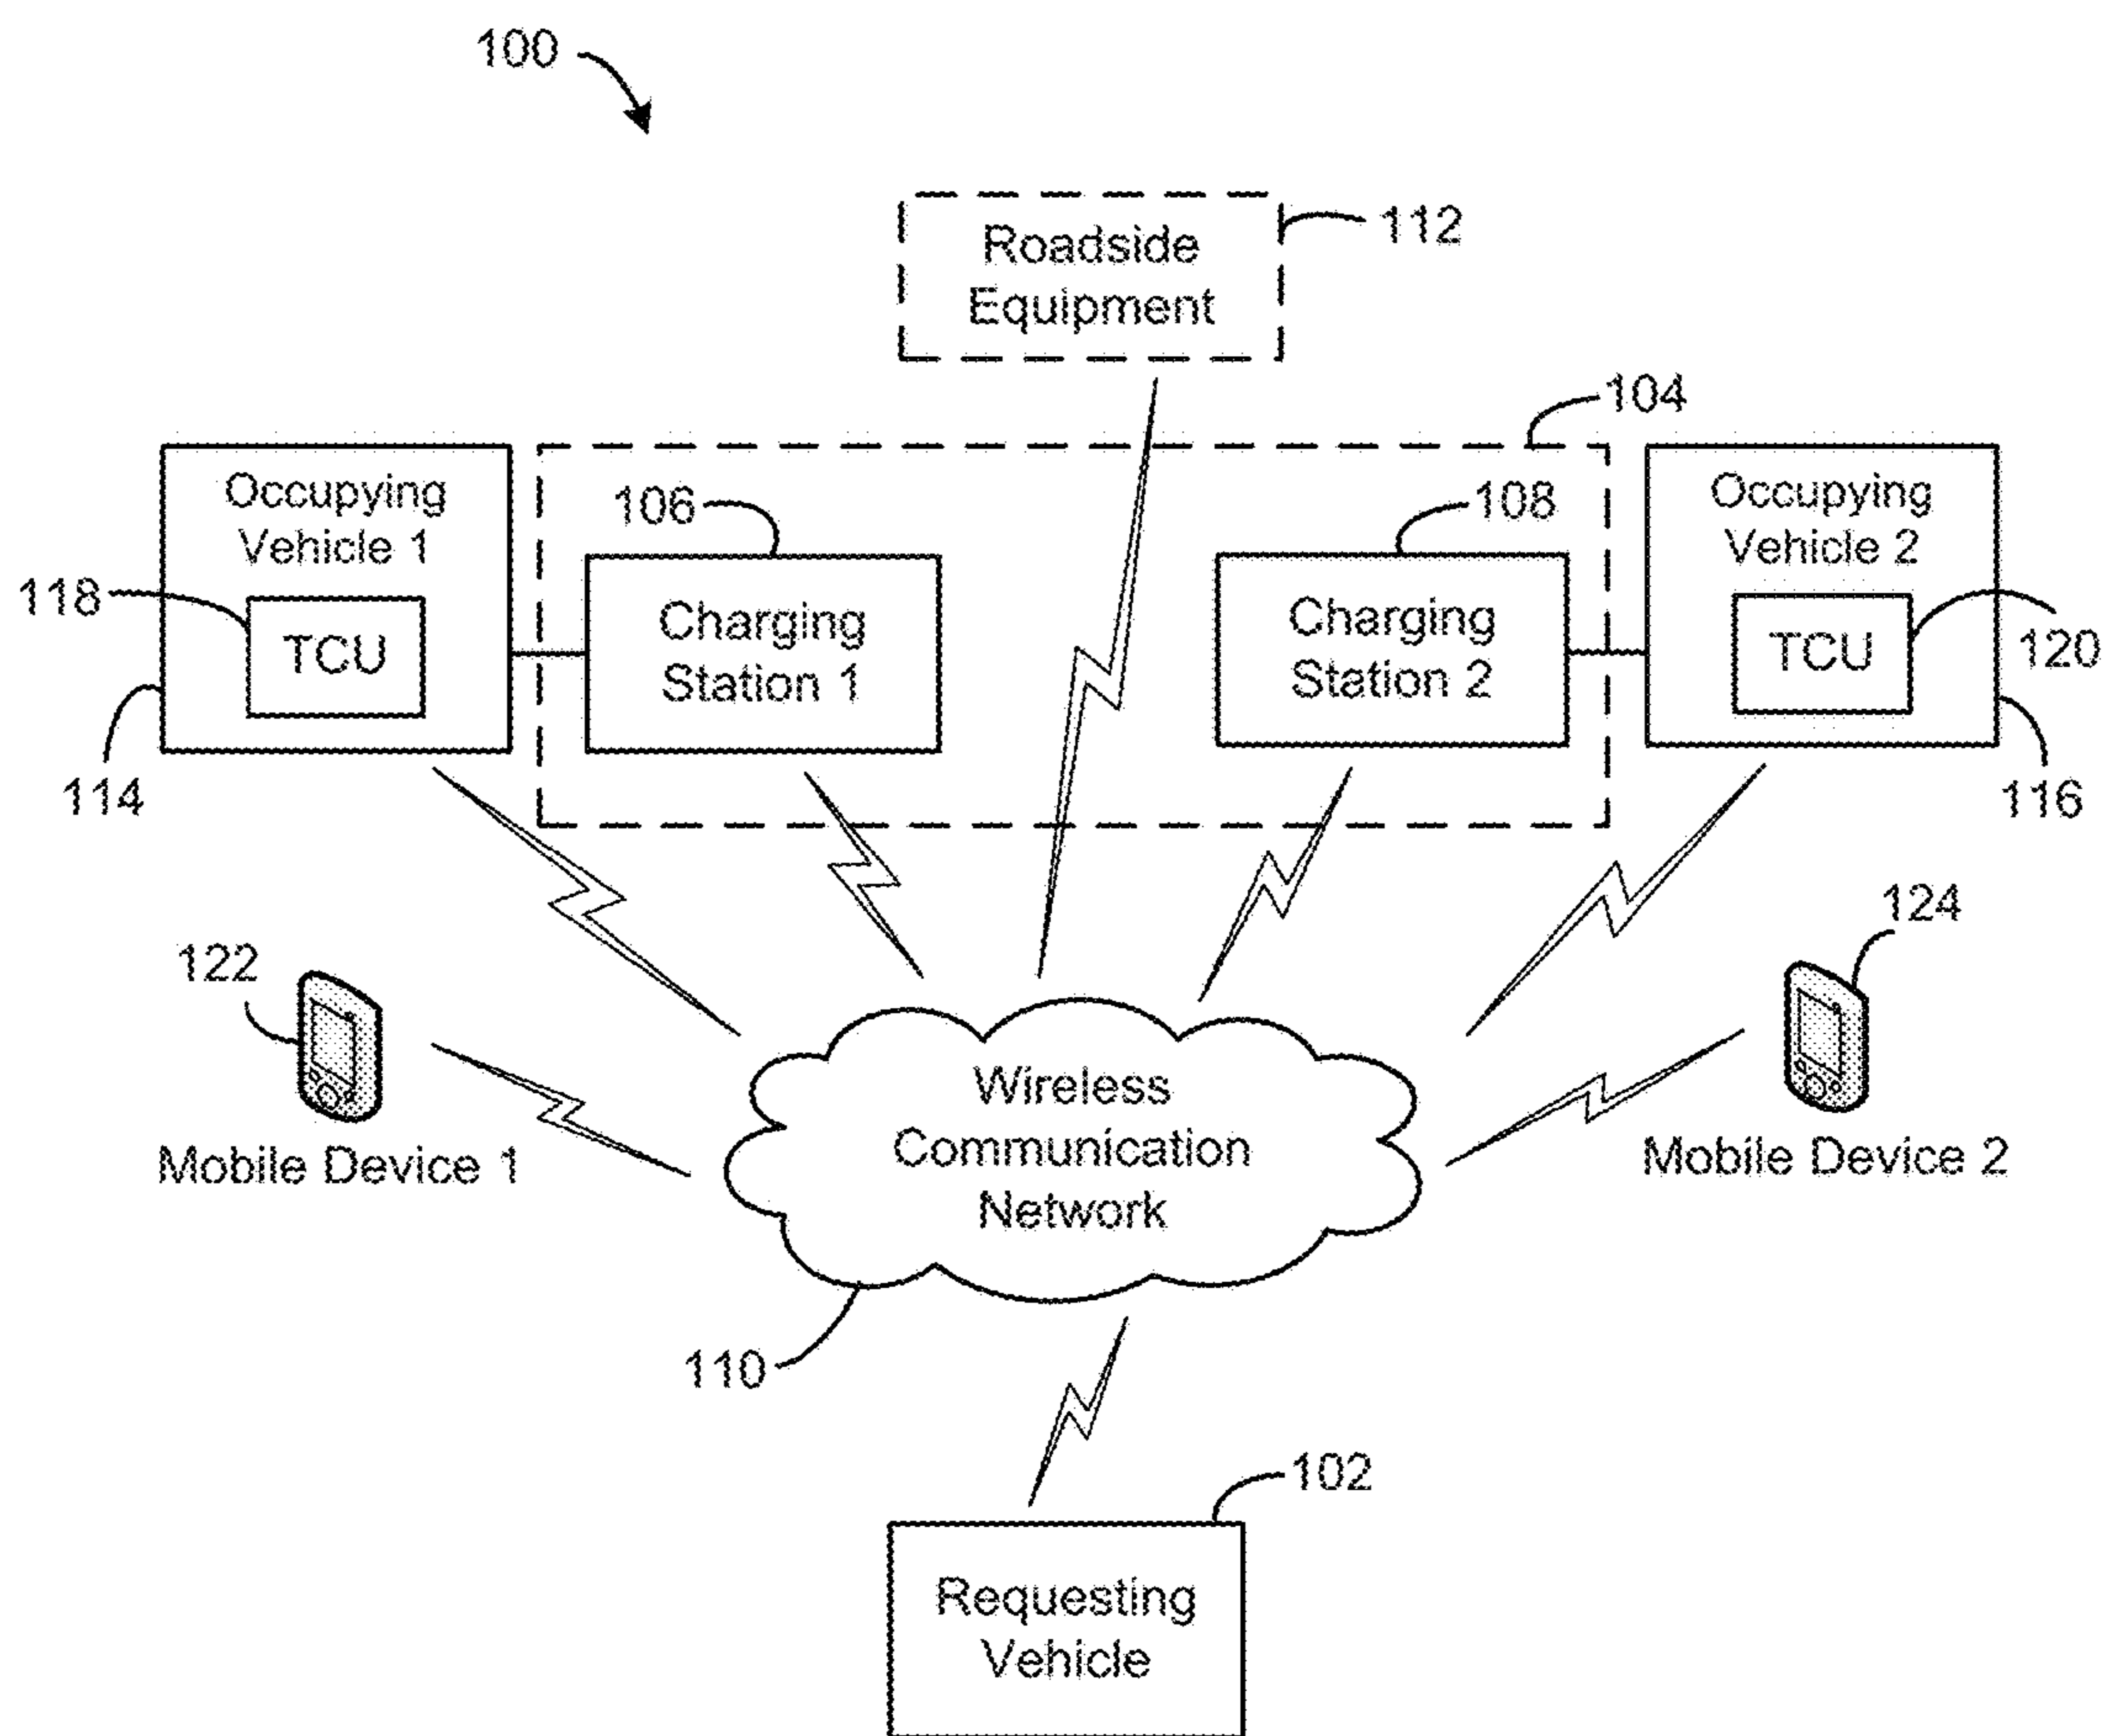 100
Roadside
Equipment
112
104
Occupying
Vehicle 1
106
108
Occupying
Vehicle 2
118
TCU
Charging
Station 1
Charging
Station 2
TCU
120
114
116
122
124
Mobile Device 1
Wireless
Communication
Network
Mobile Device 2
110
102
Requesting
Vehicle